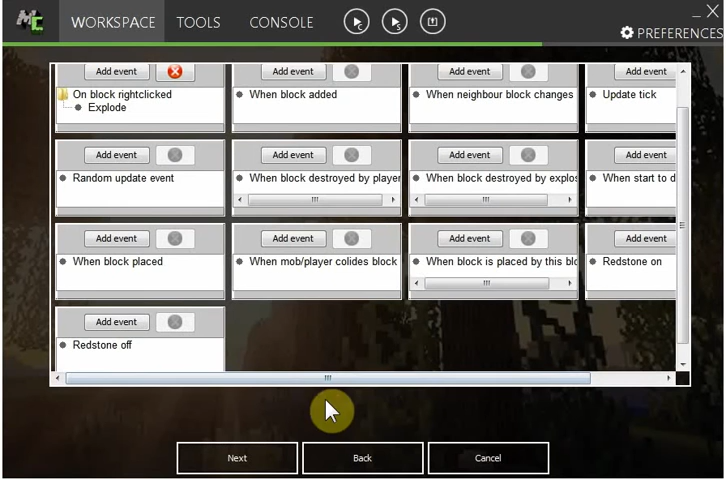 MC WORKSPACE TOOLS CONSOLE C S
PREFERENCES
Add event Add event Add event Add event
On block rightclicked When block added When neighbour block changes Update tick
Explode
Add event Add event Add event Add event
Random update event When block destroyed by player When block destroyed by explos When start to d
Add event Add event Add event Add event
When block placed When mob/player colides block When block is placed by this blo Redstone on
Add event
Redstone off
Next Back Cancel